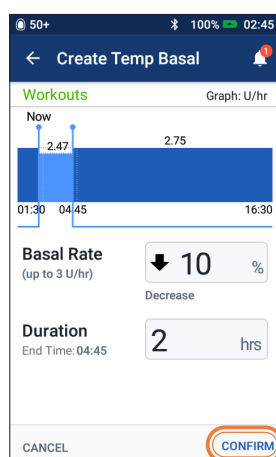 50+ 100% 02:45
Create Temp Basal
Workouts Graph: U/hr
Now
2.47 2.75
01:30 04:45 16:30
Basal Rate 10 %
(up to 3 U/hr)
Decrease
Duration 2 hrs
End Time: 04:45
CANCEL CONFIRM